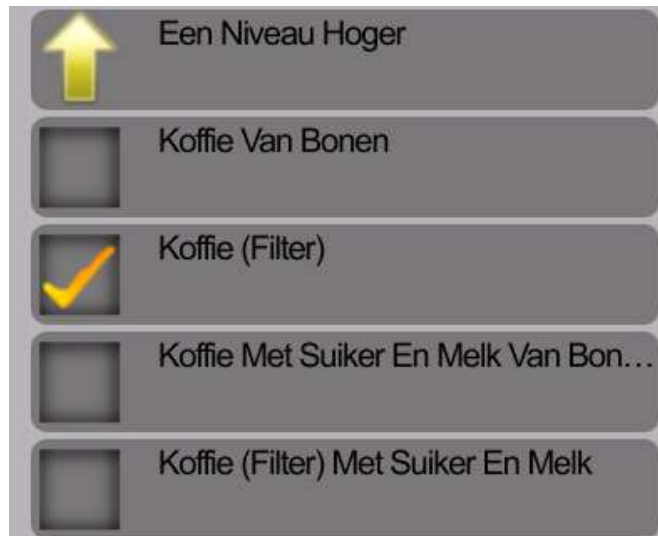 Een Niveau Hoger
Koffie Van Bonen
Koffie (Filter)
Koffie Met Suiker En Melk Van Bon…
Koffie (Filter) Met Suiker En Melk